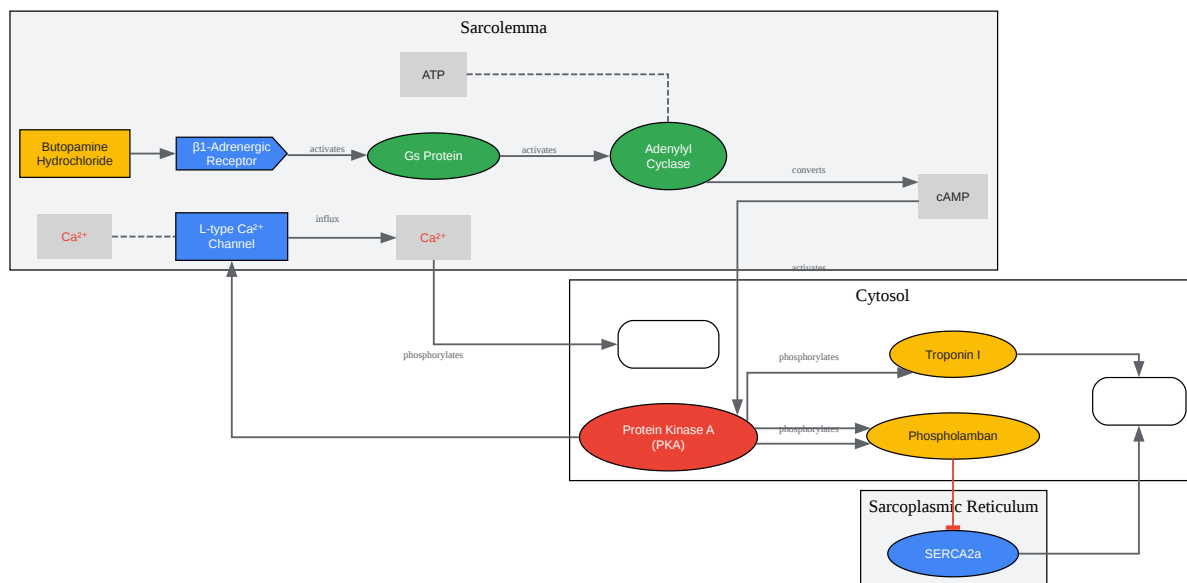 Sarcolemma
ATP
Butopamine
Hydrochloride
β1-Adrenergic
Receptor
activates
Gs Protein
activates
Adenylyl
Cyclase
converts
cAMP
Ca²⁺
L-type Ca²⁺
Channel
influx
Ca²⁺
activates
Cytosol
phosphorylates
phosphorylates
Troponin I
Protein Kinase A
(PKA)
phosphorylates
Phospholamban
Sarcoplasmic Reticulum
SERCA2a